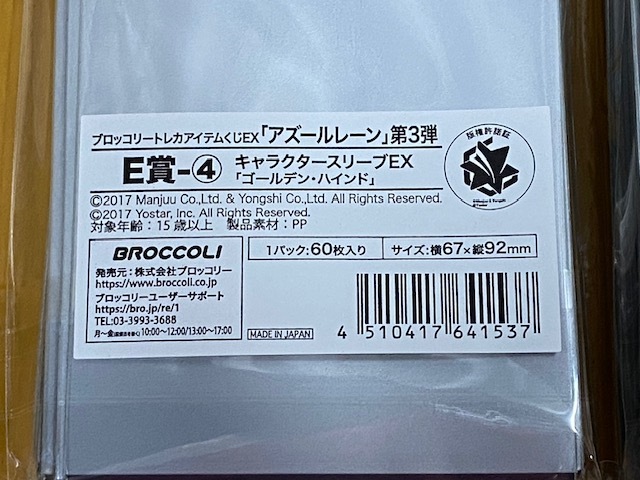 ブロッコリートレカアイテムくじEX「アズールレーン」第3弾
E賞-④ キャラクタースリーブEX
「ゴールデン・ハインド」
©2017 Manjuu Co.,Ltd. & Yongshi Co.,Ltd. All Rights Reserved.
©2017 Yostar, Inc. All Rights Reserved.
対象年齢:15歳以上 製品素材:PP
版権許諾証
BROCCOLI
発売元:株式会社ブロッコリー
https://www.broccoli.co.jp
ブロッコリーユーザーサポート
https://bro.jp/re/1
TEL:03-3993-3688
10:00〜12:00/13:00〜17:00
1パック:60枚入り
サイズ:横67×縦92mm
MADE IN JAPAN
4 510417 641537